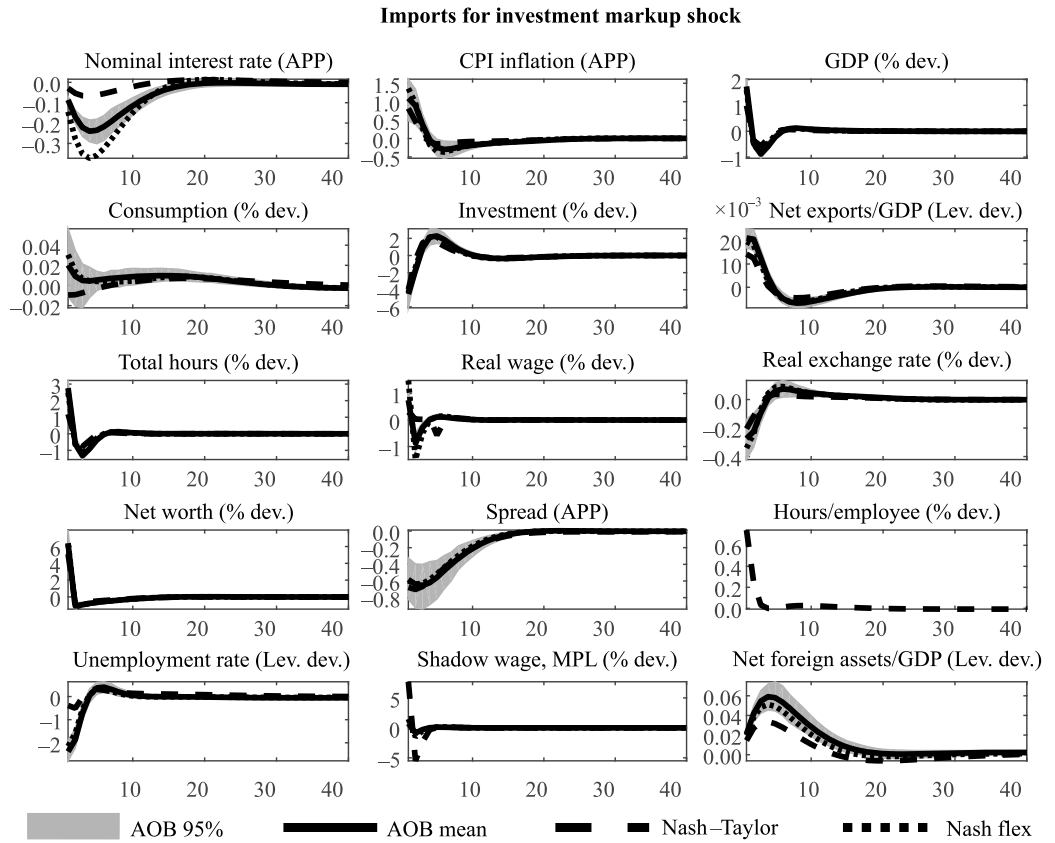 Imports for investment markup shock
Nominal interest rate (APP)
0.0
−0.1
−0.2
−0.3
10 20 30 40
CPI inflation (APP)
1.5
1.0
0.5
0.0
−0.5
10 20 30 40
GDP (% dev.)
2
1
0
−1
10 20 30 40
Consumption (% dev.)
0.04
0.02
0.00
−0.02
10 20 30 40
Investment (% dev.)
2
0
−2
−4
−6
10 20 30 40
×10⁻³ Net exports/GDP (Lev. dev.)
20
10
0
10 20 30 40
Total hours (% dev.)
3
2
1
0
−1
10 20 30 40
Real wage (% dev.)
1
0
−1
10 20 30 40
Real exchange rate (% dev.)
0.0
−0.2
−0.4
10 20 30 40
Net worth (% dev.)
6
4
2
0
10 20 30 40
Spread (APP)
0.0
−0.2
−0.4
−0.6
−0.8
10 20 30 40
Hours/employee (% dev.)
0.6
0.4
0.2
0.0
10 20 30 40
Unemployment rate (Lev. dev.)
0
−1
−2
10 20 30 40
Shadow wage, MPL (% dev.)
5
0
−5
10 20 30 40
Net foreign assets/GDP (Lev. dev.)
0.06
0.04
0.02
0.00
10 20 30 40
AOB 95% AOB mean Nash–Taylor Nash flex